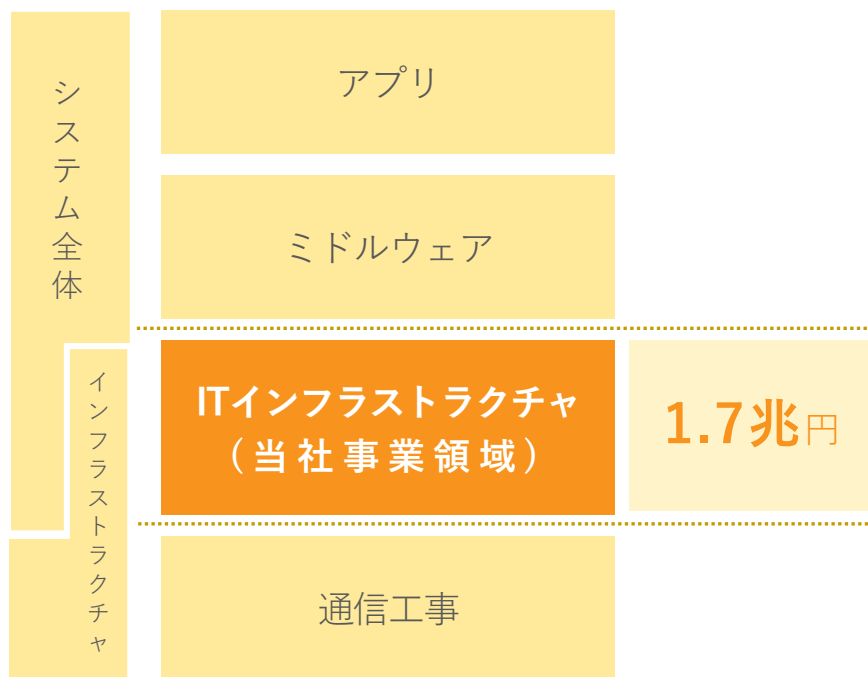 システム全体
アプリ
ミドルウェア
インフラストラクチャ
ITインフラストラクチャ
(当社事業領域)
1.7兆円
通信工事